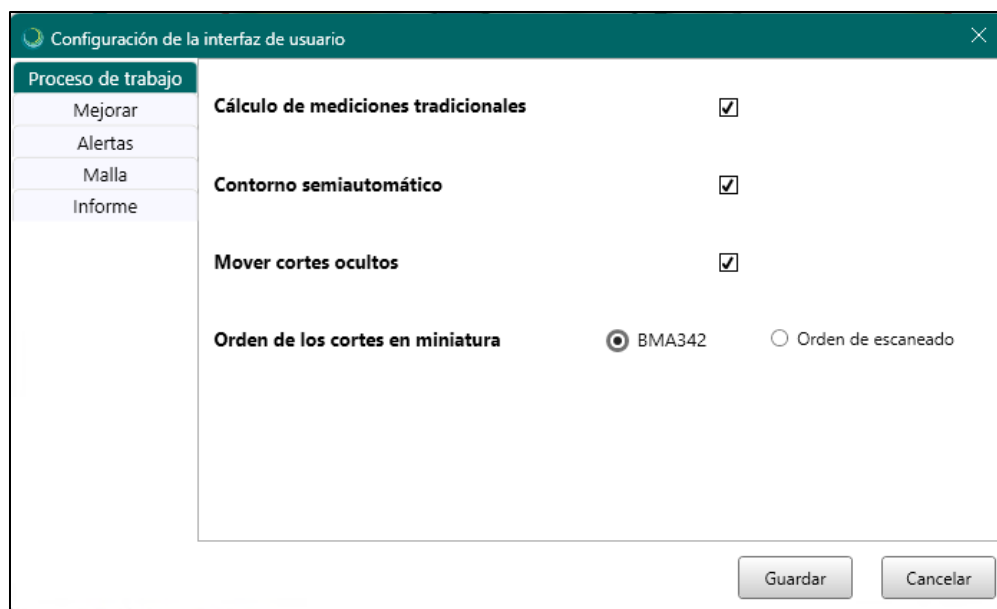 Configuración de la interfaz de usuario
Proceso de trabajo
Mejorar
Alertas
Malla
Informe
Cálculo de mediciones tradicionales
Contorno semiautomático
Mover cortes ocultos
Orden de los cortes en miniatura BMA342 Orden de escaneado
Guardar Cancelar